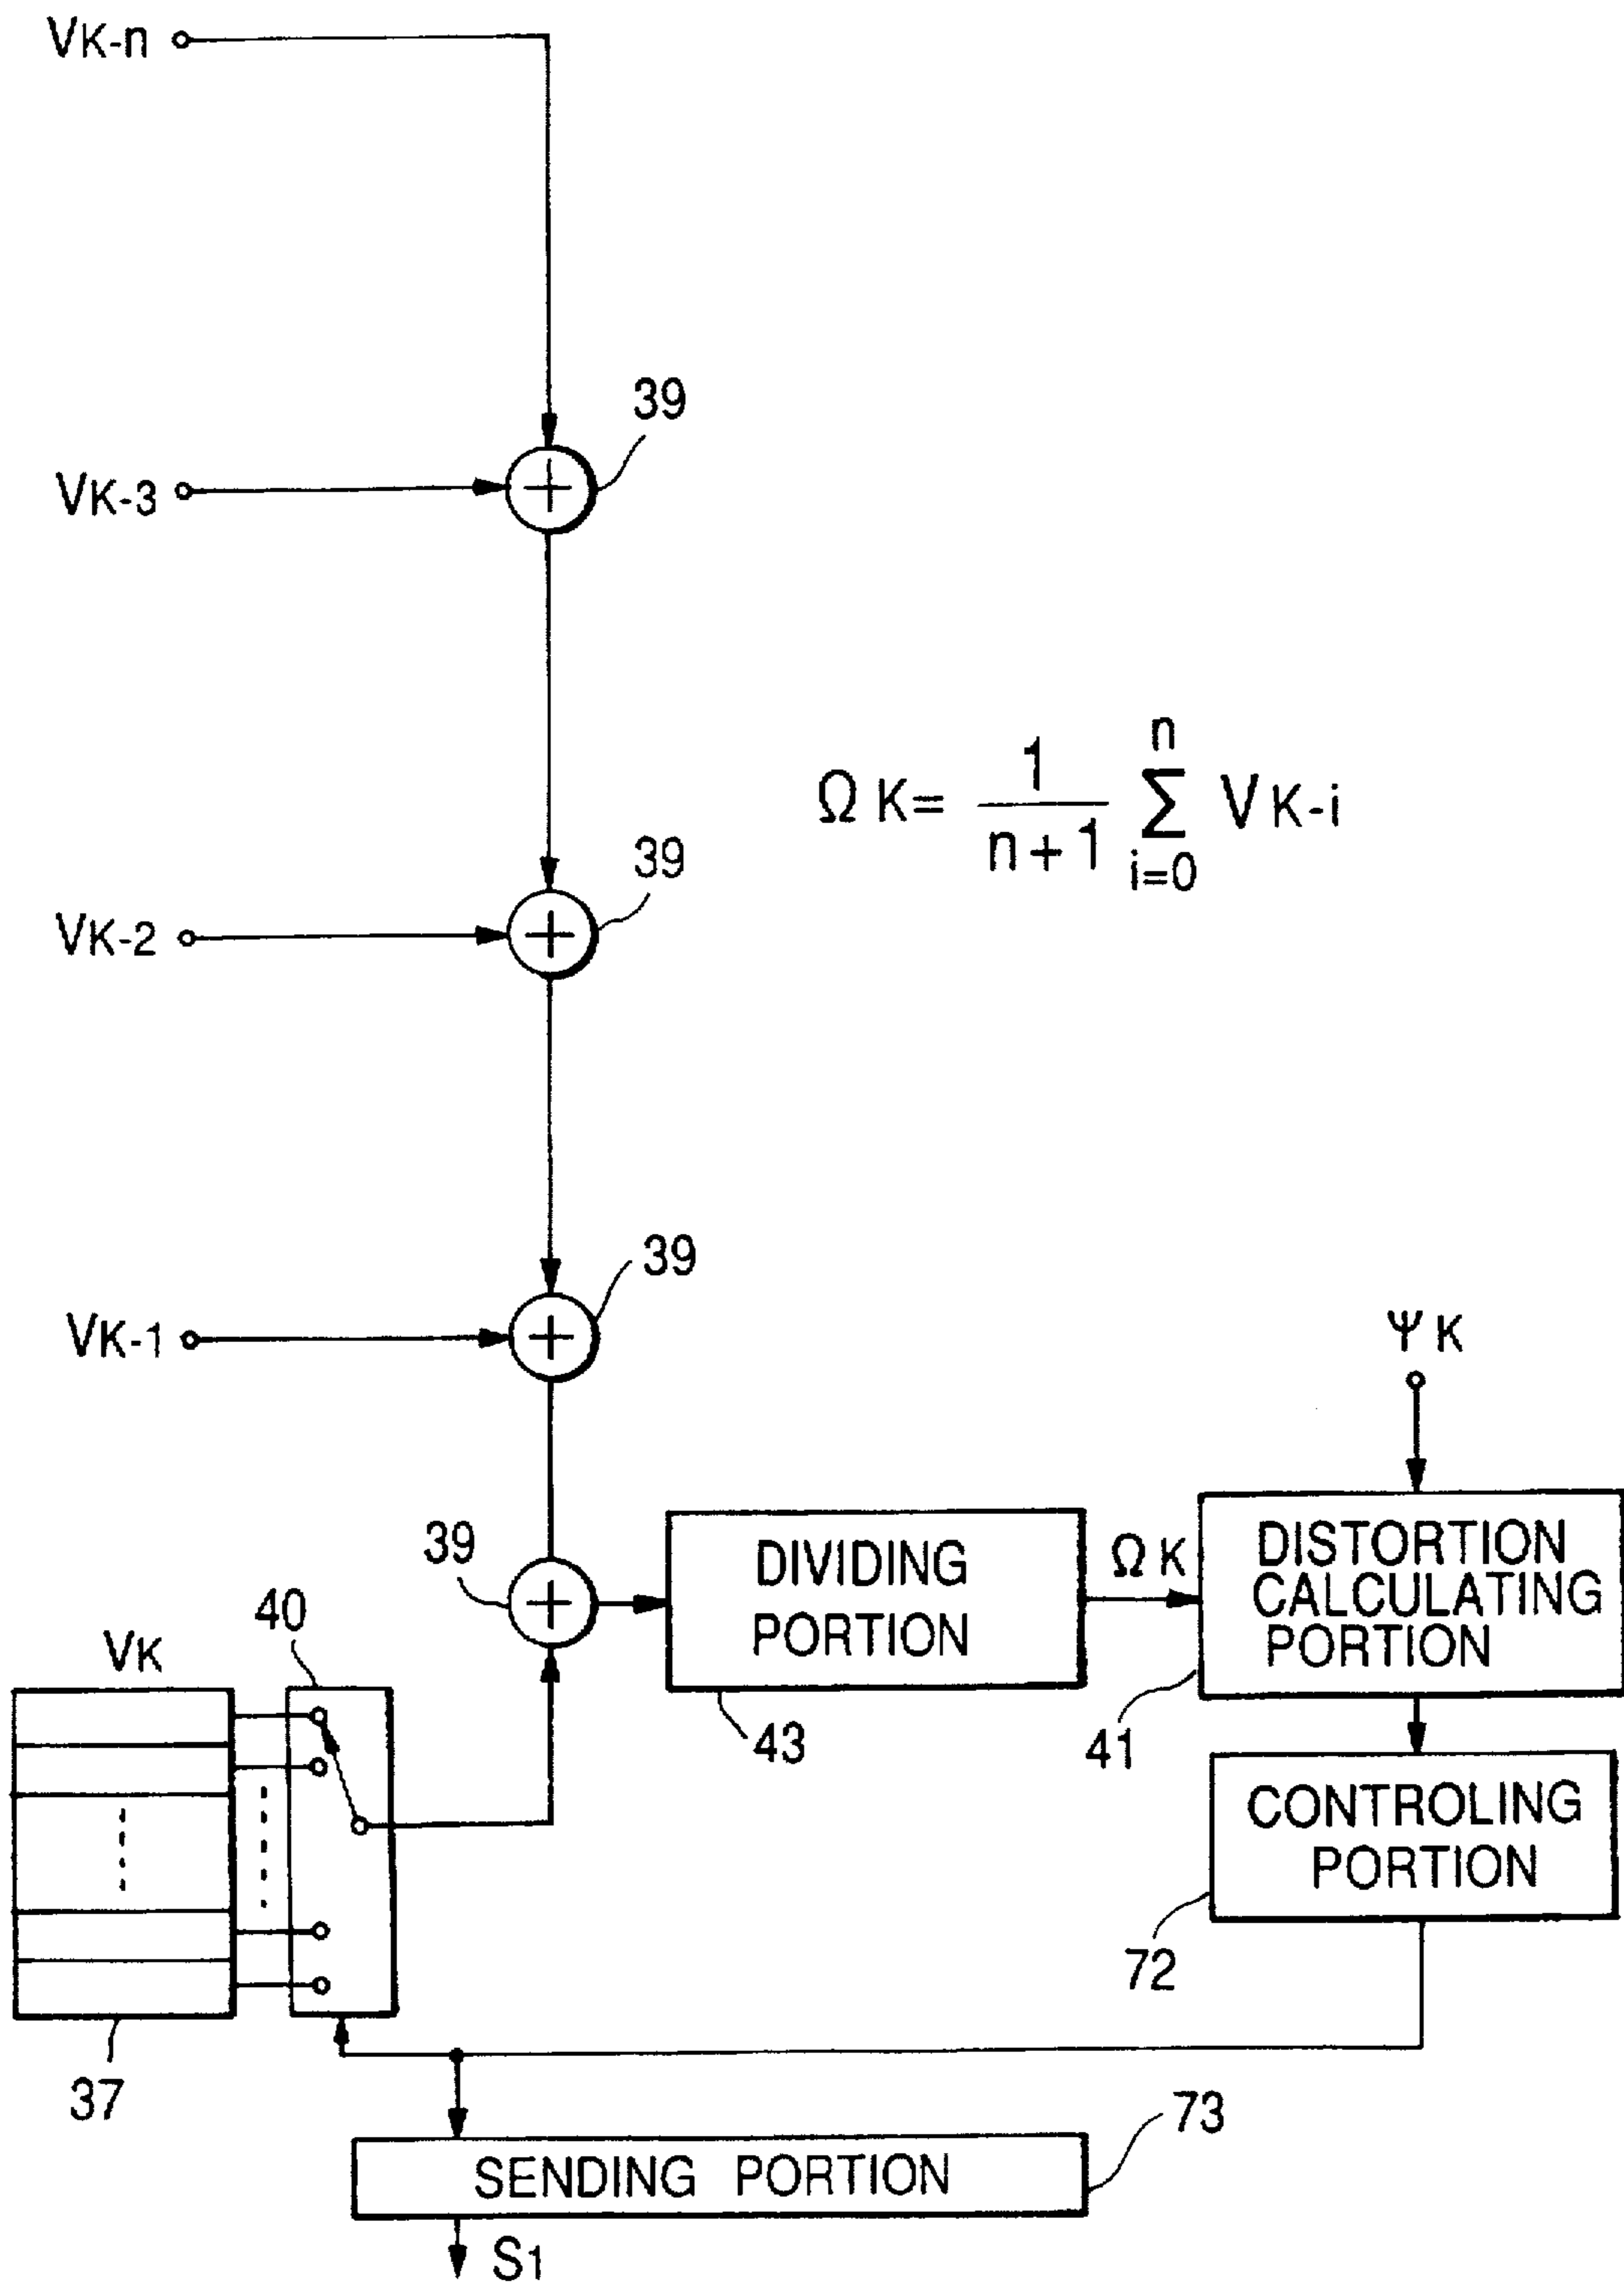 VK-n
39
VK-3
ΩK = 1/(n+1) n Σ i=0 VK-i
39
VK-2
39
VK-1
ΨK
39
DIVIDING
PORTION
43
ΩK
DISTORTION
CALCULATING
PORTION
41
VK
40
37
CONTROLING
PORTION
72
SENDING PORTION
73
S1